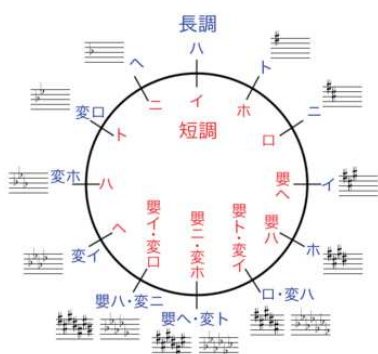 長調
ハ
ト
ニ
イ
ホ
ロ・変ハ
嬰ヘ・変ト
嬰ハ・変ニ
変イ
変ホ
変ロ
ヘ
短調
イ
ホ
ロ
嬰ヘ
嬰ハ
嬰ト・変イ
嬰ニ・変ホ
嬰イ・変ロ
ヘ
ハ
ト
ニ